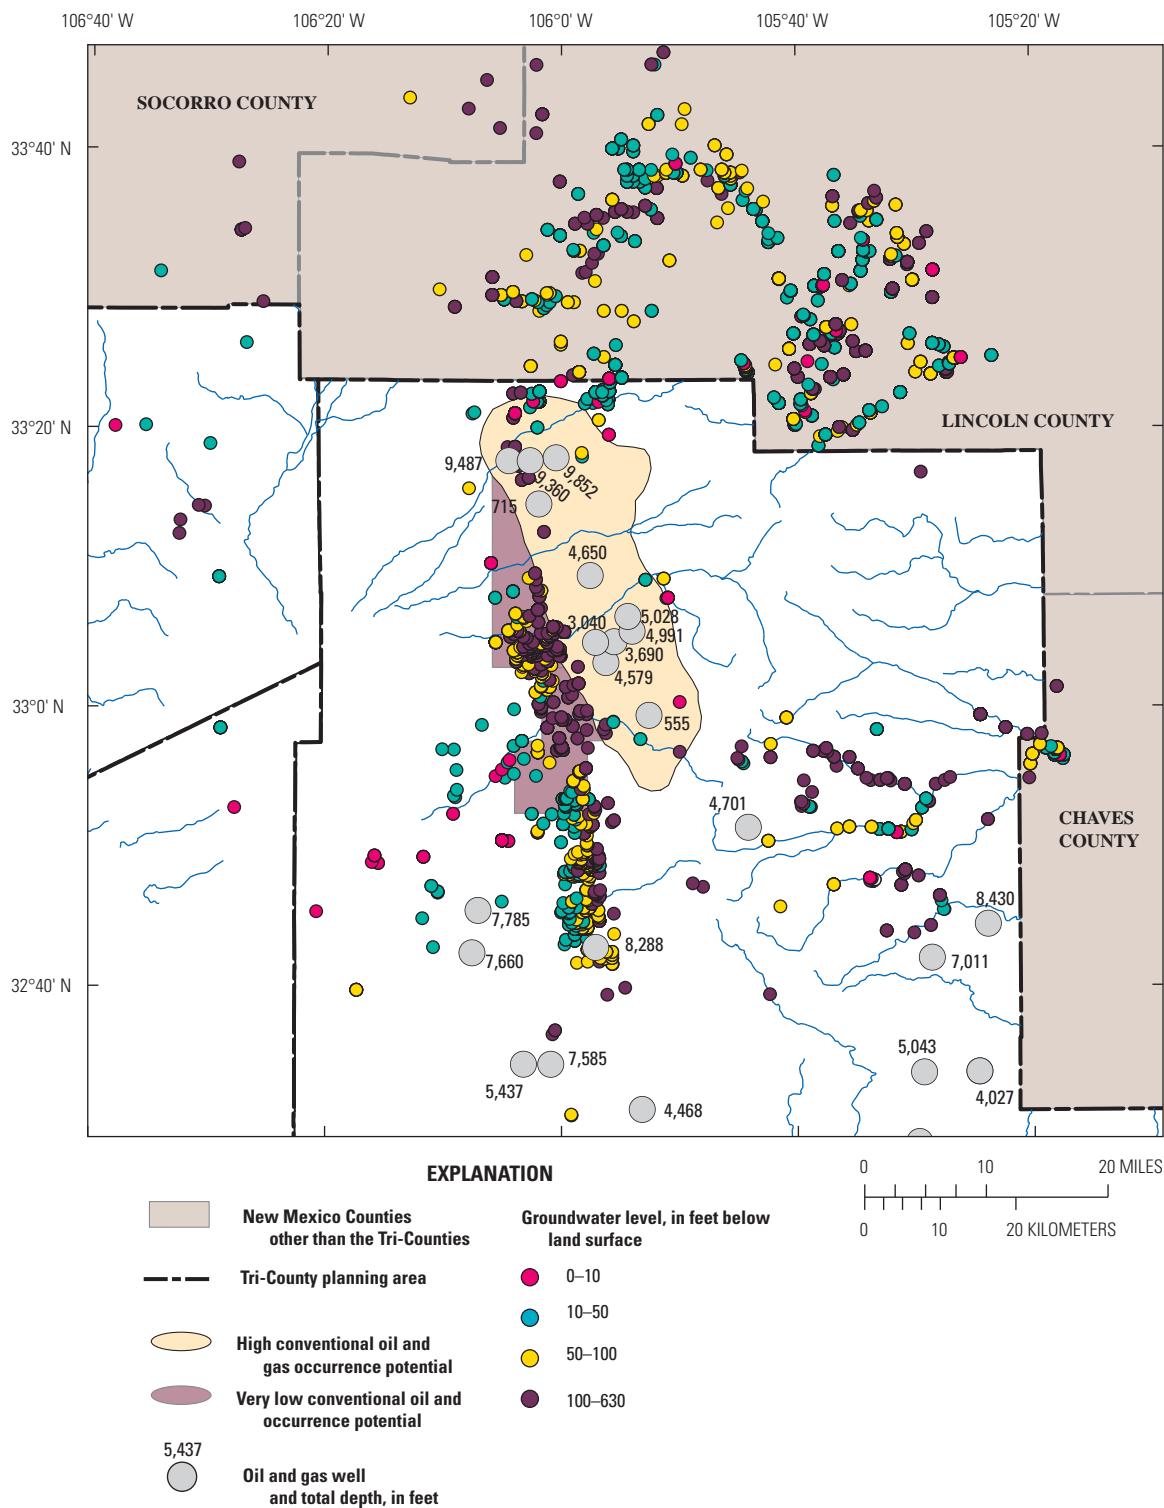 106°40' W
106°20' W
106°0' W
105°40' W
105°20' W
SOCORRO COUNTY
33°40' N
LINCOLN COUNTY
33°20' N
9,487
9,360
9,852
715
4,650
3,040
5,028
4,991
3,690
4,579
33°0' N
555
4,701
CHAVES
COUNTY
7,785
8,430
8,288
7,660
7,011
32°40' N
5,043
7,585
5,437
4,027
4,468
EXPLANATION
0
10
20 MILES
0
10
20 KILOMETERS
New Mexico Counties
other than the Tri-Counties
Tri-County planning area
High conventional oil and
gas occurrence potential
Very low conventional oil and
occurrence potential
5,437
Oil and gas well
and total depth, in feet
Groundwater level, in feet below
land surface
0–10
10–50
50–100
100–630